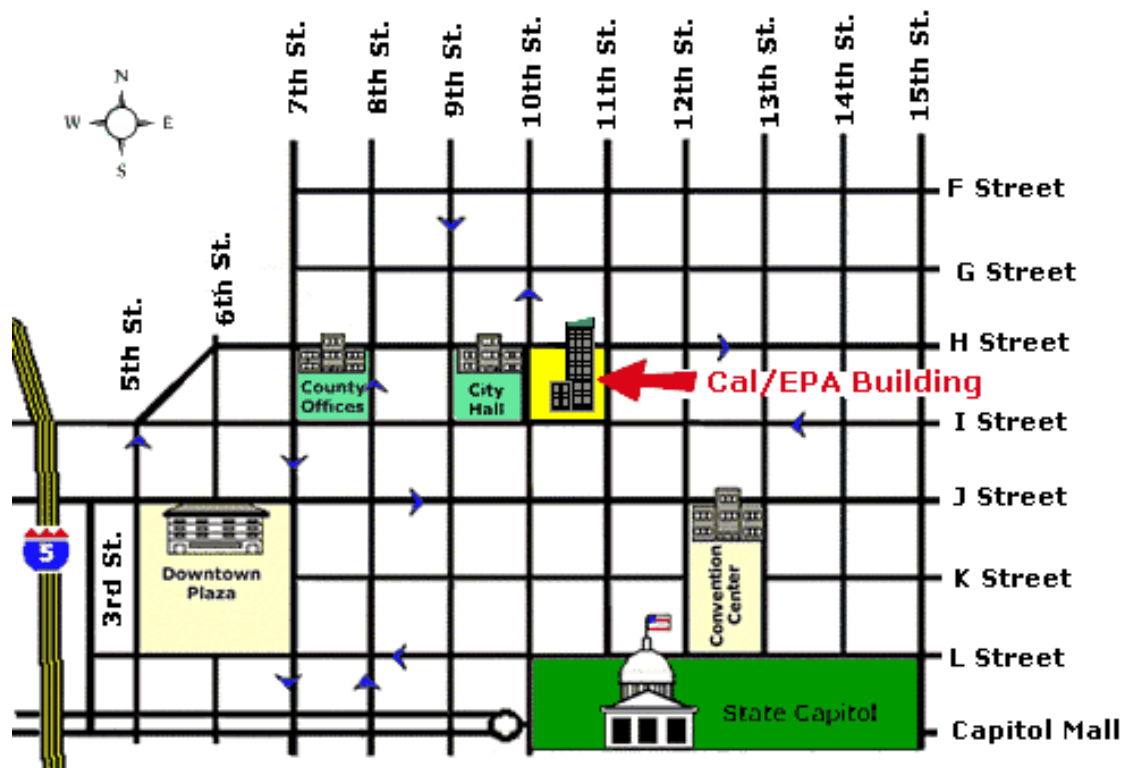 N
W E
S
7th St.
8th St.
9th St.
10th St.
11th St.
12th St.
13th St.
14th St.
15th St.
F Street
6th St.
G Street
5th St.
H Street
County
Offices
City
Hall
Cal/EPA Building
I Street
J Street
5
3rd St.
Downtown
Plaza
Convention
Center
K Street
L Street
State Capitol
Capitol Mall